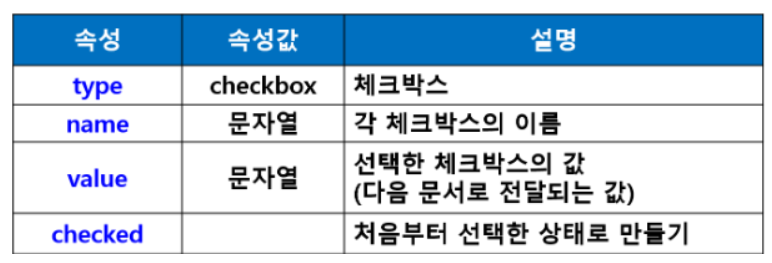 속성 속성값 설명
type checkbox 체크박스
name 문자열 각 체크박스의 이름
value 문자열 선택한 체크박스의 값
(다음 문서로 전달되는 값)
checked 처음부터 선택한 상태로 만들기